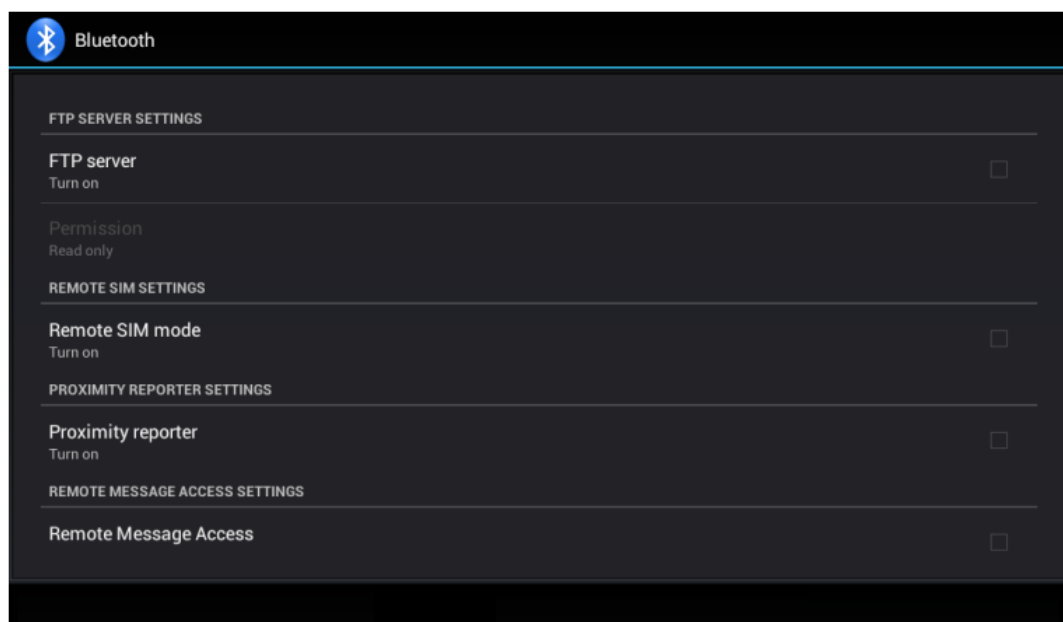 Bluetooth
FTP SERVER SETTINGS
FTP server
Turn on
Permission
Read only
REMOTE SIM SETTINGS
Remote SIM mode
Turn on
PROXIMITY REPORTER SETTINGS
Proximity reporter
Turn on
REMOTE MESSAGE ACCESS SETTINGS
Remote Message Access